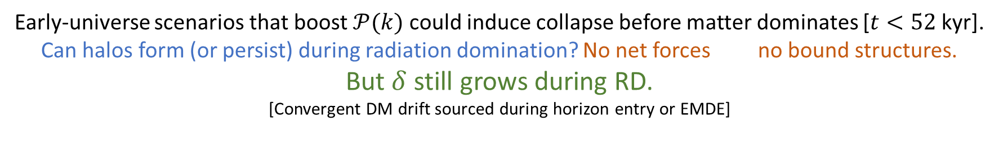 Early-universe scenarios that boost 𝒫(k) could induce collapse before matter dominates [t < 52 kyr].
Can halos form (or persist) during radiation domination? No net forces no bound structures.
But δ still grows during RD.
[Convergent DM drift sourced during horizon entry or EMDE]